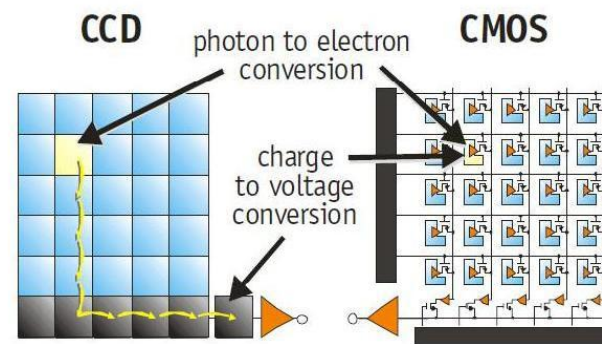 CCD
photon to electron
conversion
CMOS
charge
to voltage
conversion